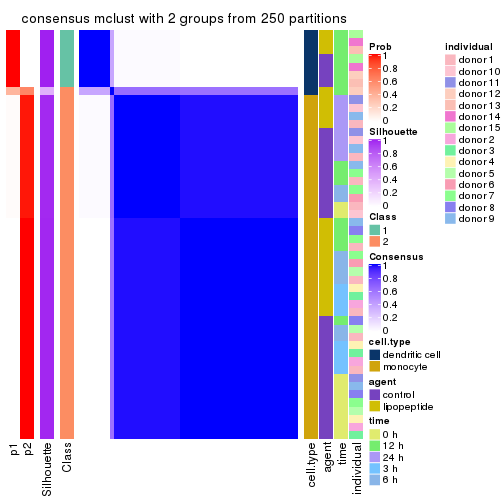 consensus mclust with 2 groups from 250 partitions
Prob
1
0.8
0.6
0.4
0.2
0
Silhouette
1
0.8
0.6
0.4
0.2
0
Class
1
2
Consensus
1
0.8
0.6
0.4
0.2
0
cell.type
dendritic cell
monocyte
agent
control
lipopeptide
time
0 h
12 h
24 h
3 h
6 h
individual
donor 1
donor 10
donor 11
donor 12
donor 13
donor 14
donor 15
donor 2
donor 3
donor 4
donor 5
donor 6
donor 7
donor 8
donor 9
p1
p2
Silhouette
Class
cell.type
agent
time
individual